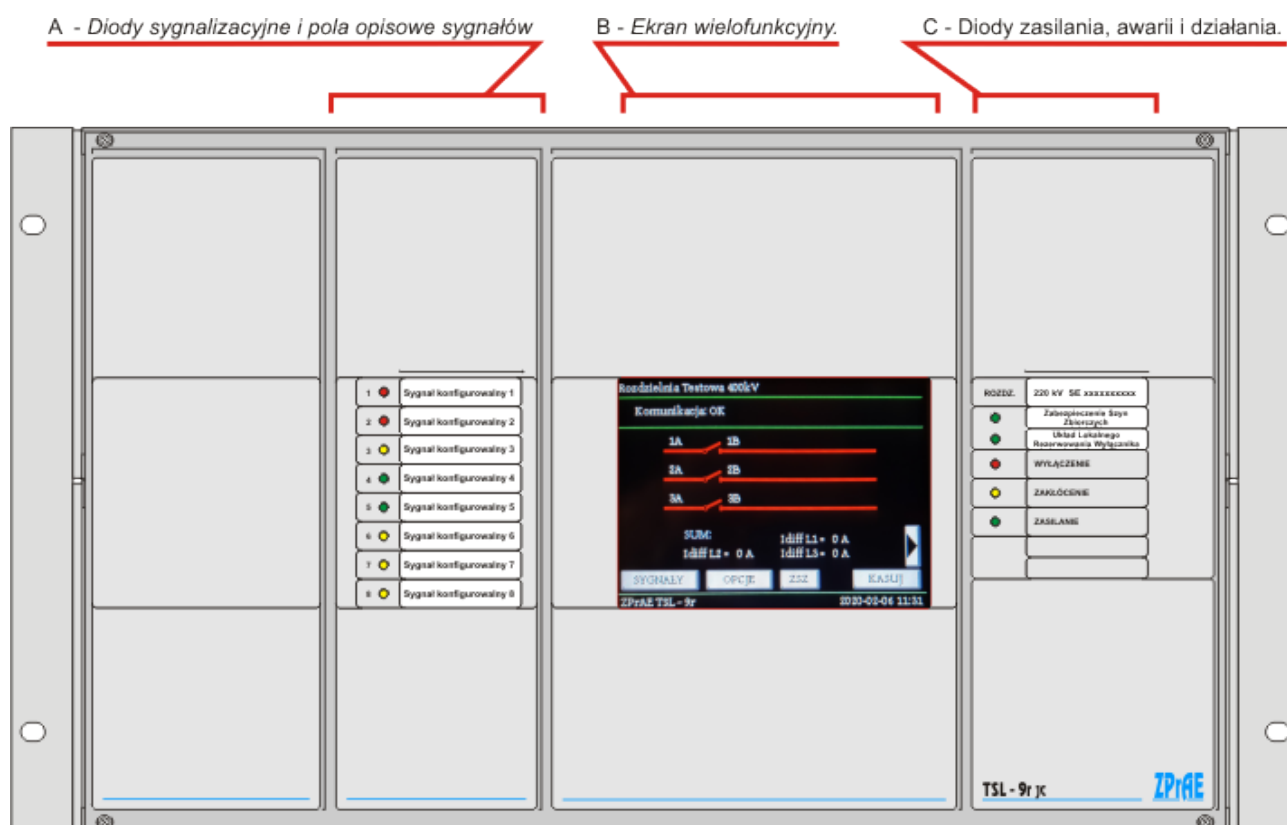 A - Diody sygnalizacyjne i pola opisowe sygnałów
B - Ekran wielofunkcyjny.
C - Diody zasilania, awarii i działania.
1 Sygnał konfigurowalny 1
2 Sygnał konfigurowalny 2
3 Sygnał konfigurowalny 3
4 Sygnał konfigurowalny 4
5 Sygnał konfigurowalny 5
6 Sygnał konfigurowalny 6
7 Sygnał konfigurowalny 7
8 Sygnał konfigurowalny 8
Rozdzielnia Testowa 400kV
Komunikacja: OK
1A 1B
2A 2B
3A 3B
SUM: Idiff L1 = 0 A
Idiff L2 = 0 A Idiff L3 = 0 A
SYGNAŁY OPCJE ZSZ KASUJ
ZPrAE TSL - 9r 2020-02-06 11:31
ROZDZ. 220 kV SE xxxxxxxxxx
Zabezpieczenie Szyn
Zbiorczych
Układ Lokalnego
Rezerwowania Wyłącznika
WYŁĄCZENIE
ZAKŁÓCENIE
ZASILANIE
TSL - 9r JC
ZPrAE